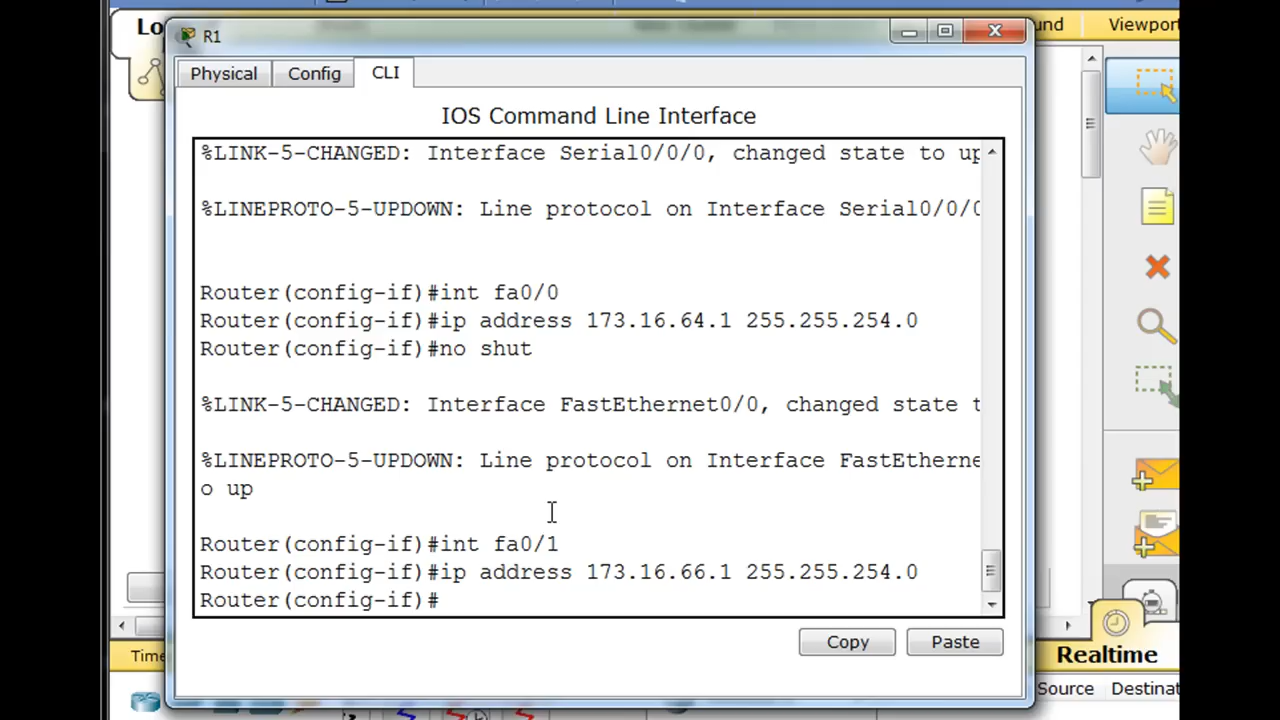 Lo
R1
und
Viewport
Physical
Config
CLI
IOS Command Line Interface
%LINK-5-CHANGED: Interface Serial0/0/0, changed state to up
%LINEPROTO-5-UPDOWN: Line protocol on Interface Serial0/0/0
Router(config-if)#int fa0/0
Router(config-if)#ip address 173.16.64.1 255.255.254.0
Router(config-if)#no shut
%LINK-5-CHANGED: Interface FastEthernet0/0, changed state t
%LINEPROTO-5-UPDOWN: Line protocol on Interface FastEtherne
o up
Router(config-if)#int fa0/1
Router(config-if)#ip address 173.16.66.1 255.255.254.0
Router(config-if)#
Copy
Paste
Time
Realtime
Source
Destinat